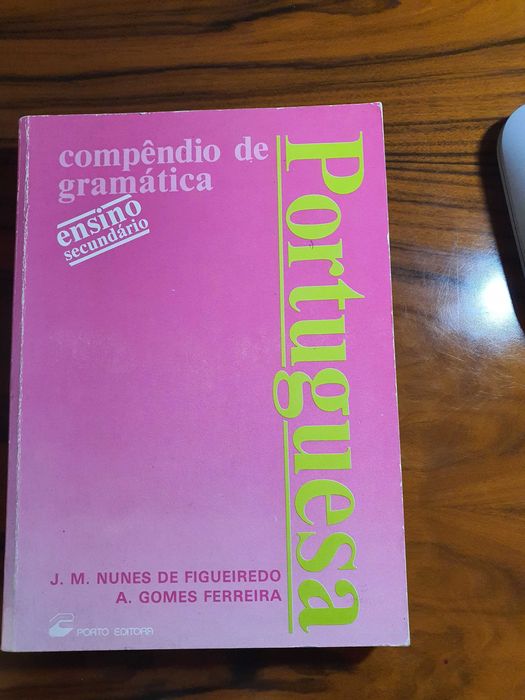 compêndio de
gramática
ensino
secundário
Portuguesa
J. M. NUNES DE FIGUEIREDO
A. GOMES FERREIRA
PORTO EDITORA